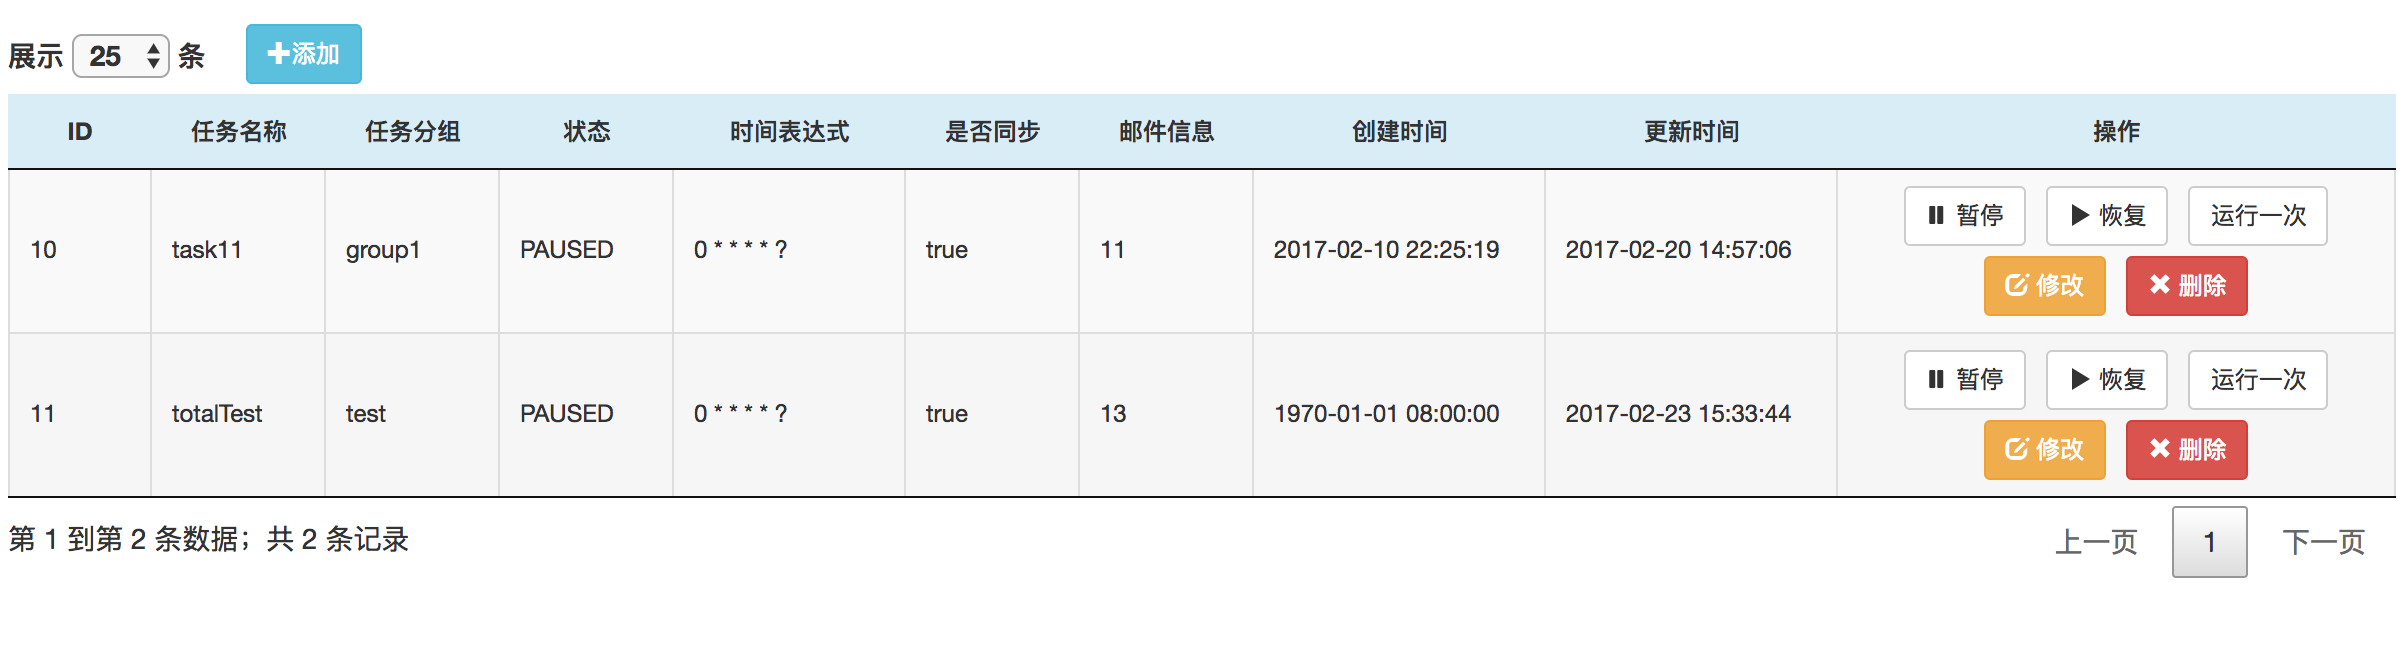 展示 25 条 添加
ID 任务名称 任务分组 状态 时间表达式 是否同步 邮件信息 创建时间 更新时间 操作
10 task11 group1 PAUSED 0 * * * * ? true 11 2017-02-10 22:25:19 2017-02-20 14:57:06 暂停 恢复 运行一次
修改 删除
11 totalTest test PAUSED 0 * * * * ? true 13 1970-01-01 08:00:00 2017-02-23 15:33:44 暂停 恢复 运行一次
修改 删除
第 1 到第 2 条数据；共 2 条记录 上一页 1 下一页